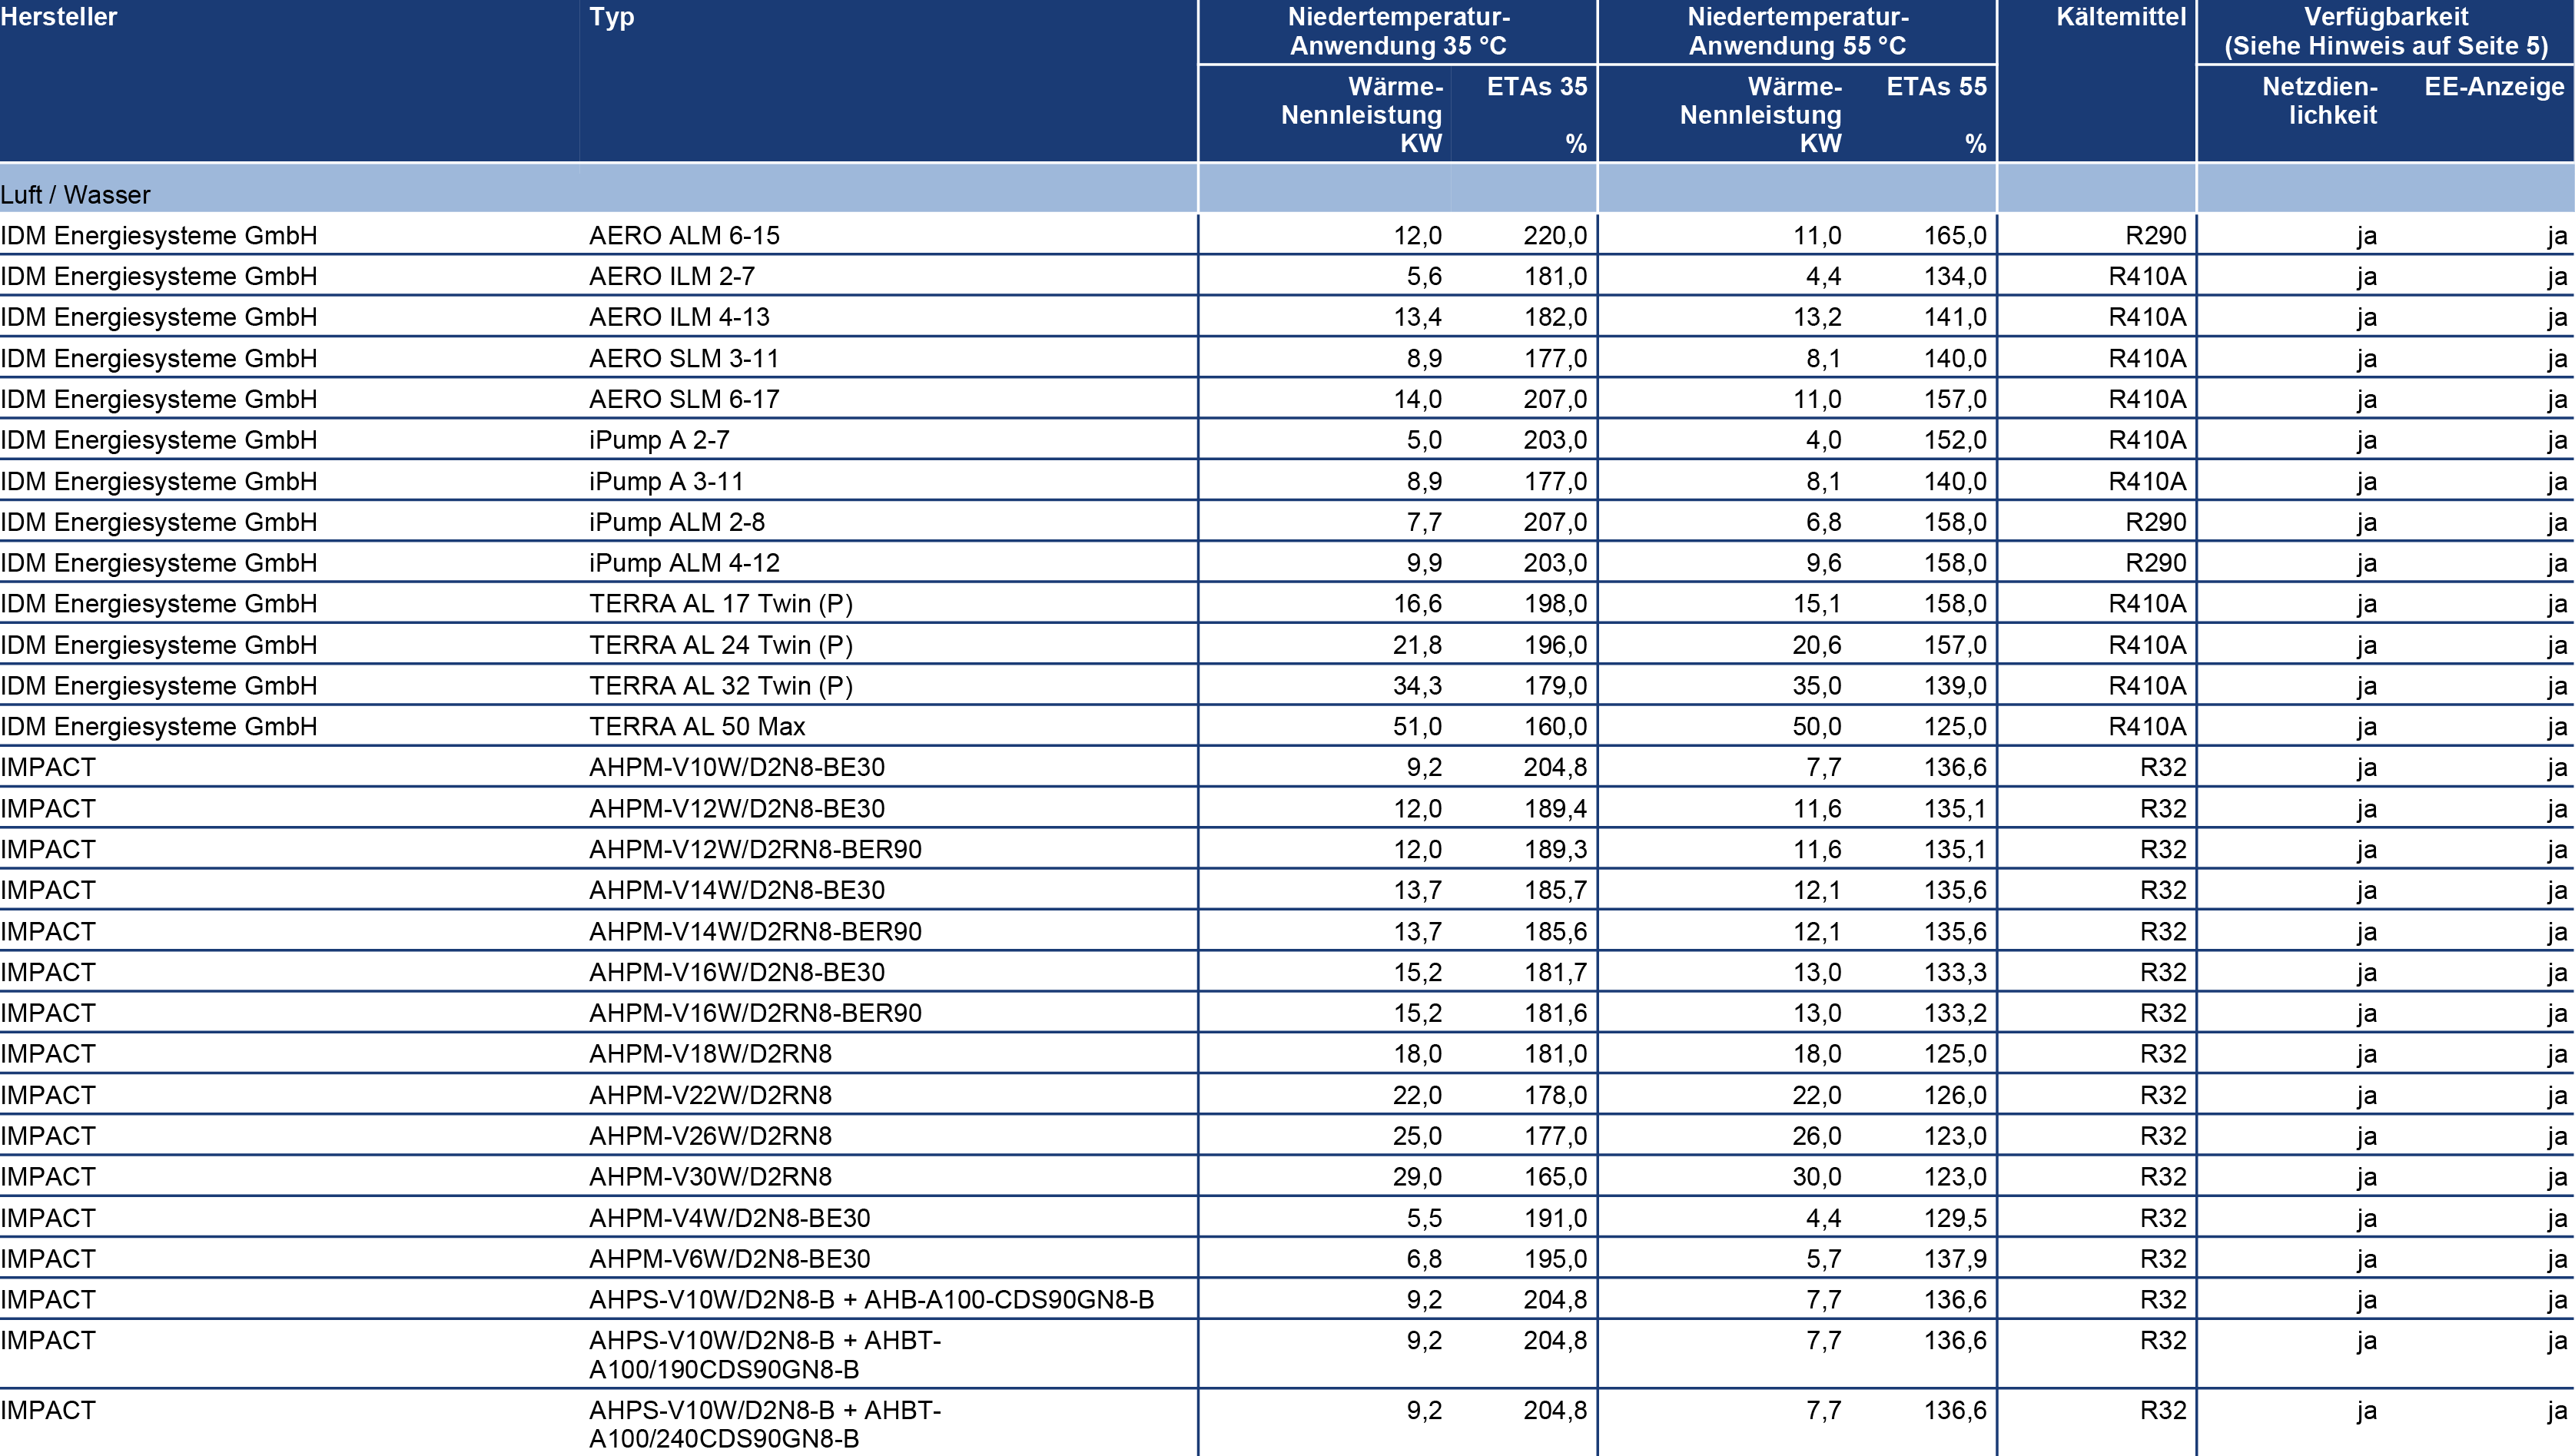 Hersteller Typ Niedertemperatur- Niedertemperatur- Kältemittel Verfügbarkeit
Anwendung 35 °C Anwendung 55 °C (Siehe Hinweis auf Seite 5)
Wärme- ETAs 35 Wärme- ETAs 55 Netzdien- EE-Anzeige
Nennleistung Nennleistung lichkeit
KW % KW %
Luft / Wasser
IDM Energiesysteme GmbH AERO ALM 6-15 12,0 220,0 11,0 165,0 R290 ja ja
IDM Energiesysteme GmbH AERO ILM 2-7 5,6 181,0 4,4 134,0 R410A ja ja
IDM Energiesysteme GmbH AERO ILM 4-13 13,4 182,0 13,2 141,0 R410A ja ja
IDM Energiesysteme GmbH AERO SLM 3-11 8,9 177,0 8,1 140,0 R410A ja ja
IDM Energiesysteme GmbH AERO SLM 6-17 14,0 207,0 11,0 157,0 R410A ja ja
IDM Energiesysteme GmbH iPump A 2-7 5,0 203,0 4,0 152,0 R410A ja ja
IDM Energiesysteme GmbH iPump A 3-11 8,9 177,0 8,1 140,0 R410A ja ja
IDM Energiesysteme GmbH iPump ALM 2-8 7,7 207,0 6,8 158,0 R290 ja ja
IDM Energiesysteme GmbH iPump ALM 4-12 9,9 203,0 9,6 158,0 R290 ja ja
IDM Energiesysteme GmbH TERRA AL 17 Twin (P) 16,6 198,0 15,1 158,0 R410A ja ja
IDM Energiesysteme GmbH TERRA AL 24 Twin (P) 21,8 196,0 20,6 157,0 R410A ja ja
IDM Energiesysteme GmbH TERRA AL 32 Twin (P) 34,3 179,0 35,0 139,0 R410A ja ja
IDM Energiesysteme GmbH TERRA AL 50 Max 51,0 160,0 50,0 125,0 R410A ja ja
IMPACT AHPM-V10W/D2N8-BE30 9,2 204,8 7,7 136,6 R32 ja ja
IMPACT AHPM-V12W/D2N8-BE30 12,0 189,4 11,6 135,1 R32 ja ja
IMPACT AHPM-V12W/D2RN8-BER90 12,0 189,3 11,6 135,1 R32 ja ja
IMPACT AHPM-V14W/D2N8-BE30 13,7 185,7 12,1 135,6 R32 ja ja
IMPACT AHPM-V14W/D2RN8-BER90 13,7 185,6 12,1 135,6 R32 ja ja
IMPACT AHPM-V16W/D2N8-BE30 15,2 181,7 13,0 133,3 R32 ja ja
IMPACT AHPM-V16W/D2RN8-BER90 15,2 181,6 13,0 133,2 R32 ja ja
IMPACT AHPM-V18W/D2RN8 18,0 181,0 18,0 125,0 R32 ja ja
IMPACT AHPM-V22W/D2RN8 22,0 178,0 22,0 126,0 R32 ja ja
IMPACT AHPM-V26W/D2RN8 25,0 177,0 26,0 123,0 R32 ja ja
IMPACT AHPM-V30W/D2RN8 29,0 165,0 30,0 123,0 R32 ja ja
IMPACT AHPM-V4W/D2N8-BE30 5,5 191,0 4,4 129,5 R32 ja ja
IMPACT AHPM-V6W/D2N8-BE30 6,8 195,0 5,7 137,9 R32 ja ja
IMPACT AHPS-V10W/D2N8-B + AHB-A100-CDS90GN8-B 9,2 204,8 7,7 136,6 R32 ja ja
IMPACT AHPS-V10W/D2N8-B + AHBT- 9,2 204,8 7,7 136,6 R32 ja ja
A100/190CDS90GN8-B
IMPACT AHPS-V10W/D2N8-B + AHBT- 9,2 204,8 7,7 136,6 R32 ja ja
A100/240CDS90GN8-B